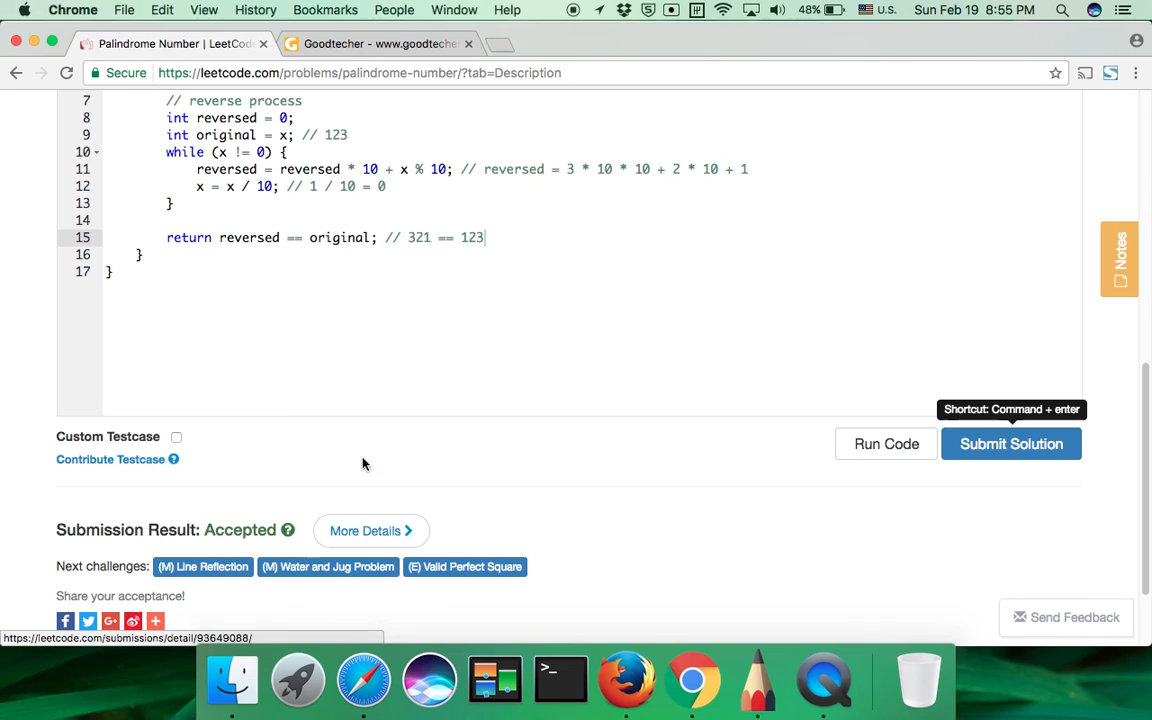 Chrome File Edit View History Bookmarks People Window Help 48% U.S. Sun Feb 19 8:55 PM
Palindrome Number | LeetCod Goodtecher - www.goodteche
Secure https://leetcode.com/problems/palindrome-number/?tab=Description
7 // reverse process
8 int reversed = 0;
9 int original = x; // 123
10 while (x != 0) {
11 reversed = reversed * 10 + x % 10; // reversed = 3 * 10 * 10 + 2 * 10 + 1
12 x = x / 10; // 1 / 10 = 0
13 }
14
15 return reversed == original; // 321 == 123
16 }
17 }
Notes
Shortcut: Command + enter
Custom Testcase Run Code Submit Solution
Contribute Testcase ?
Submission Result: Accepted ? More Details
Next challenges: (M) Line Reflection (M) Water and Jug Problem (E) Valid Perfect Square
Share your acceptance!
Send Feedback
https://leetcode.com/submissions/detail/93649088/